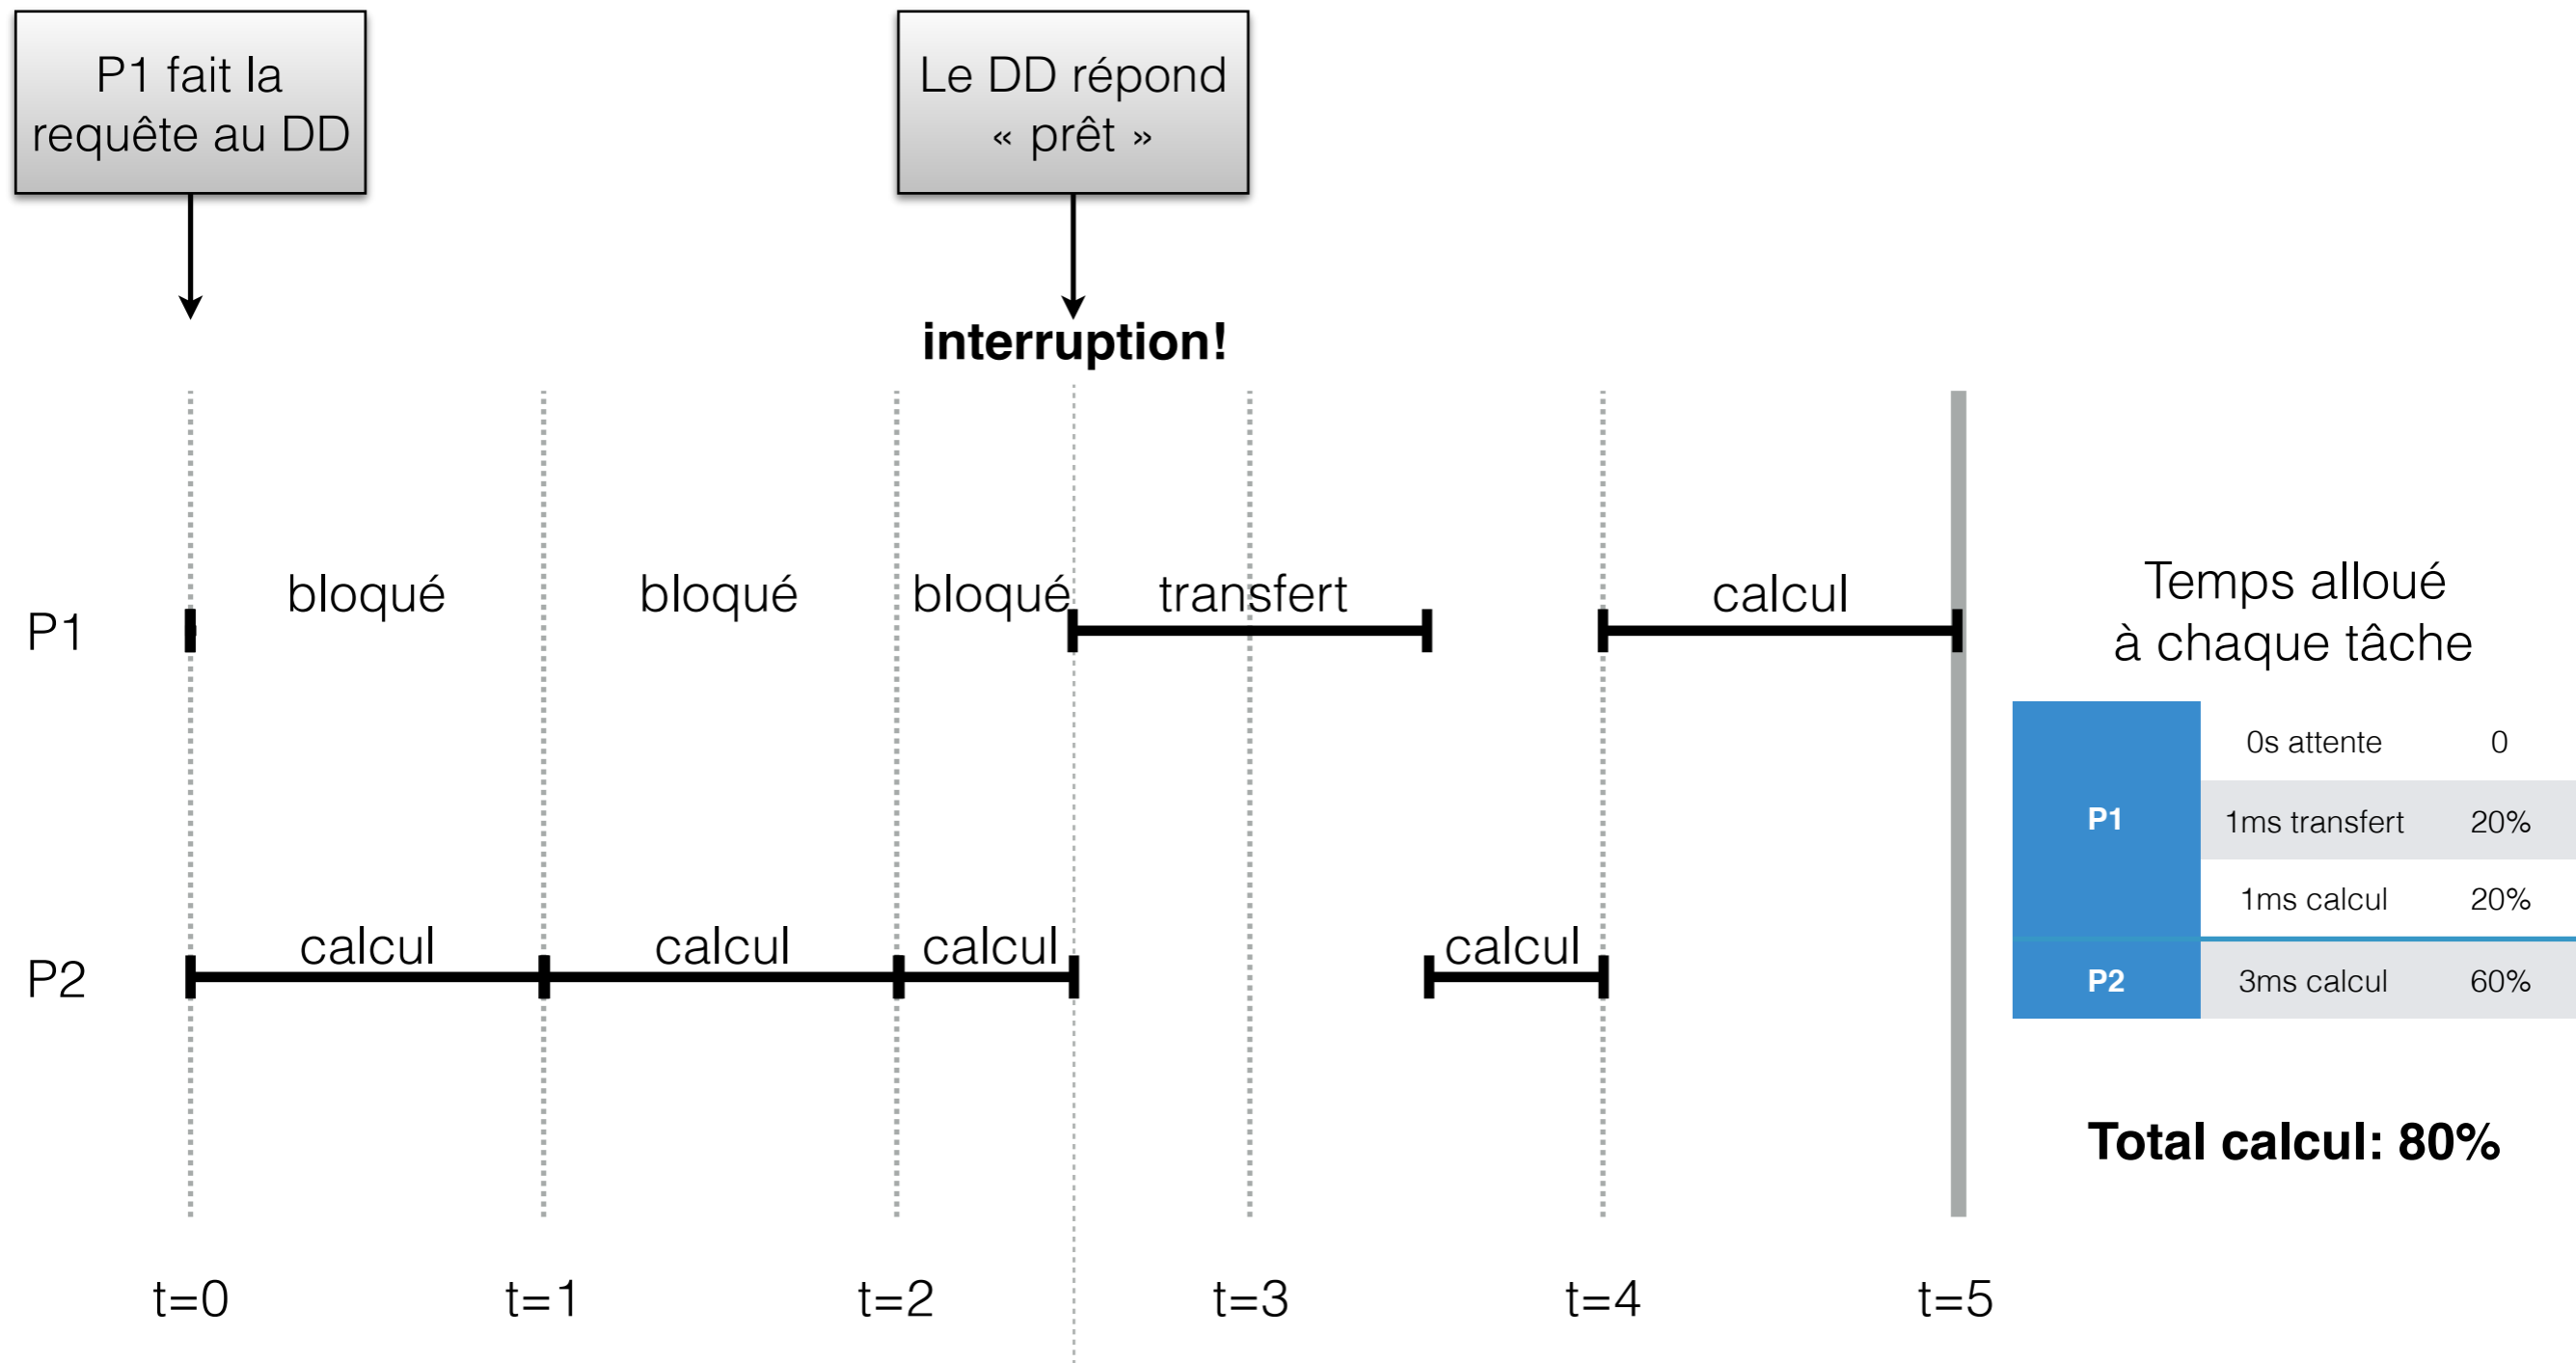 P1 fait la
requête au DD
Le DD répond
« prêt »
interruption!
bloqué bloqué bloqué transfert calcul
P1
calcul calcul calcul calcul
P2
t=0 t=1 t=2 t=3 t=4 t=5
Temps alloué
à chaque tâche
P1
0s attente 0
1ms transfert 20%
1ms calcul 20%
P2 3ms calcul 60%
Total calcul: 80%